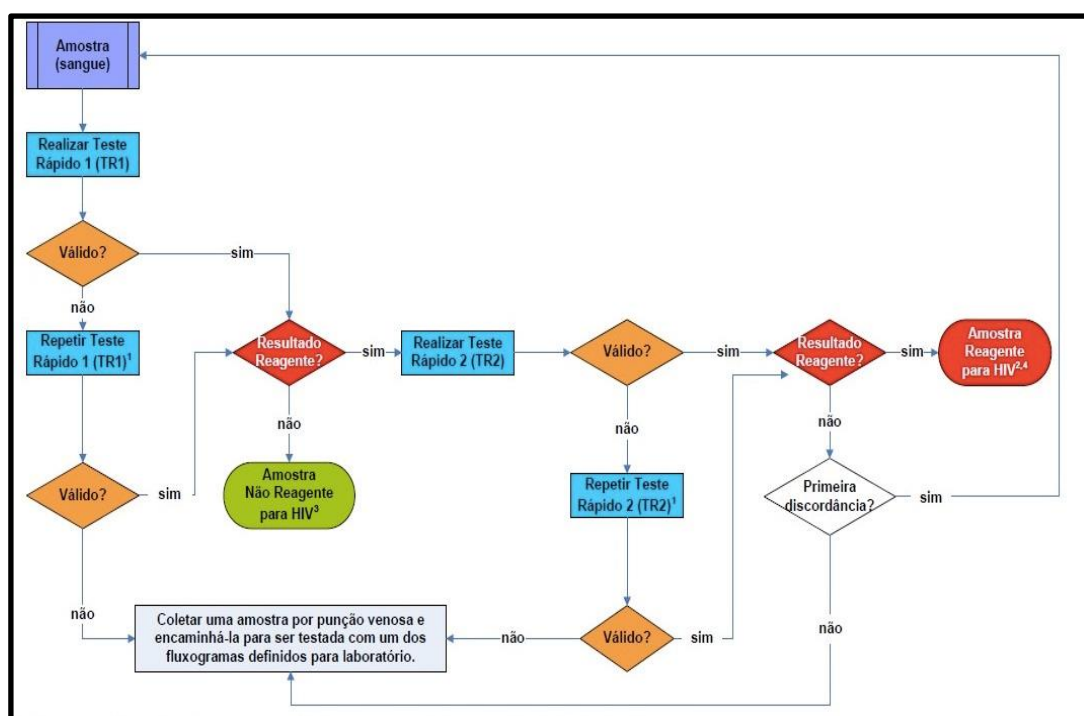 Amostra
(sangue)
Realizar Teste
Rápido 1 (TR1)
Válido?
sim
não
Repetir Teste
Rápido 1 (TR1)¹
Resultado
Reagente?
sim
Realizar Teste
Rápido 2 (TR2)
Válido?
sim
Resultado
Reagente?
sim
Amostra
Reagente
para HIV²,⁴
não
não
não
Válido?
sim
Amostra
Não Reagente
para HIV³
Repetir Teste
Rápido 2 (TR2)¹
Primeira
discordância?
sim
não
Coletar uma amostra por punção venosa e
encaminhá-la para ser testada com um dos
fluxogramas definidos para laboratório.
não
Válido?
sim
não